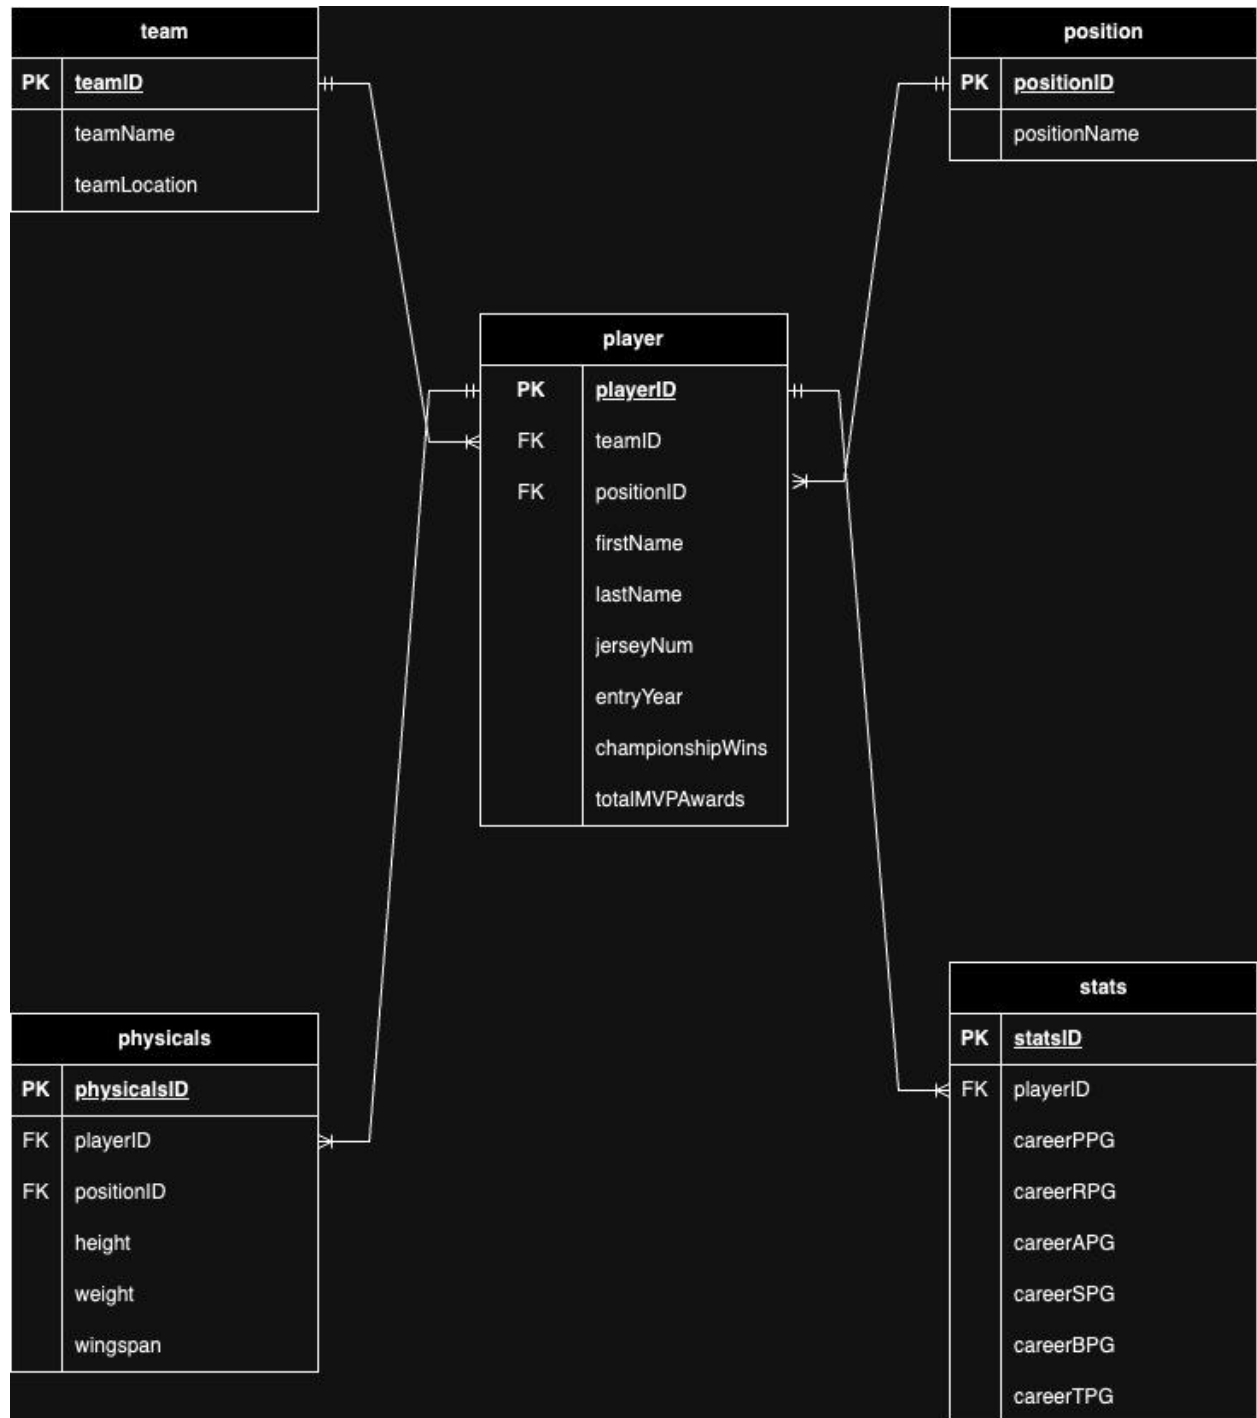 team
PK teamID
teamName
teamLocation
position
PK positionID
positionName
player
PK playerID
FK teamID
FK positionID
firstName
lastName
jerseyNum
entryYear
championshipWins
totalMVPAwards
physicals
PK physicalsID
FK playerID
FK positionID
height
weight
wingspan
stats
PK statsID
FK playerID
careerPPG
careerRPG
careerAPG
careerSPG
careerBPG
careerTPG